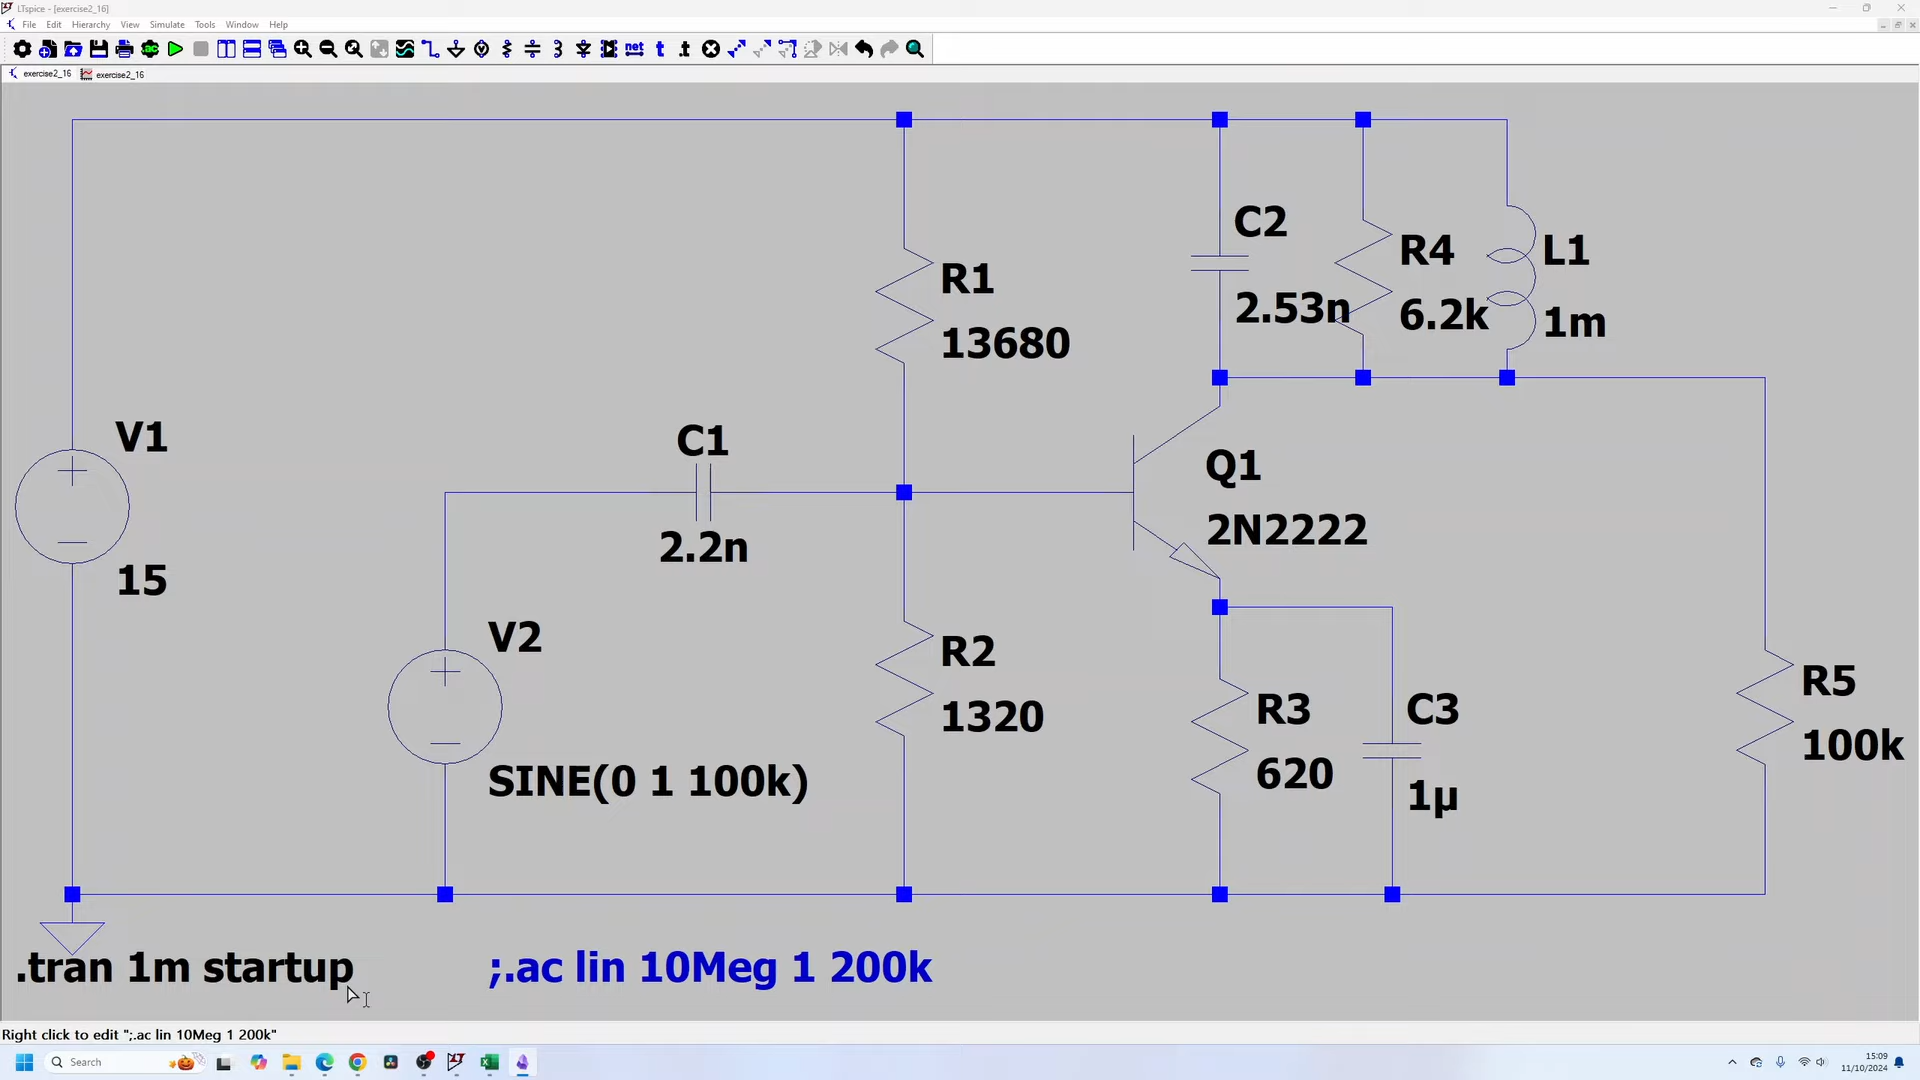 LTspice - [exercise2_16]
File Edit Hierarchy View Simulate Tools Window Help
.ac net t .t
exercise2_16 exercise2_16
C2
2.53n
R4
6.2k
L1
1m
R1
13680
V1
15
C1
2.2n
Q1
2N2222
V2
SINE(0 1 100k)
R2
1320
R3
620
C3
1µ
R5
100k
.tran 1m startup
;.ac lin 10Meg 1 200k
Right click to edit ";.ac lin 10Meg 1 200k"
Search
15:09
11/10/2024